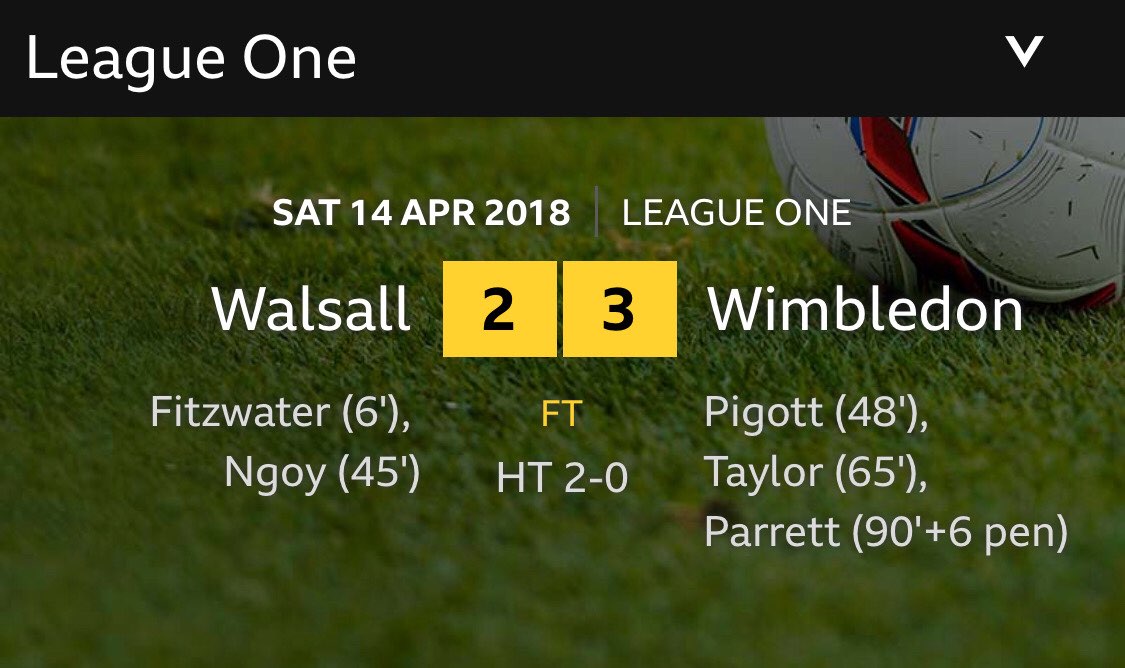 League One
SAT 14 APR 2018 | LEAGUE ONE
Walsall 2 3 Wimbledon
Fitzwater (6'), FT Pigott (48'),
Ngoy (45') HT 2-0 Taylor (65'),
Parrett (90'+6 pen)